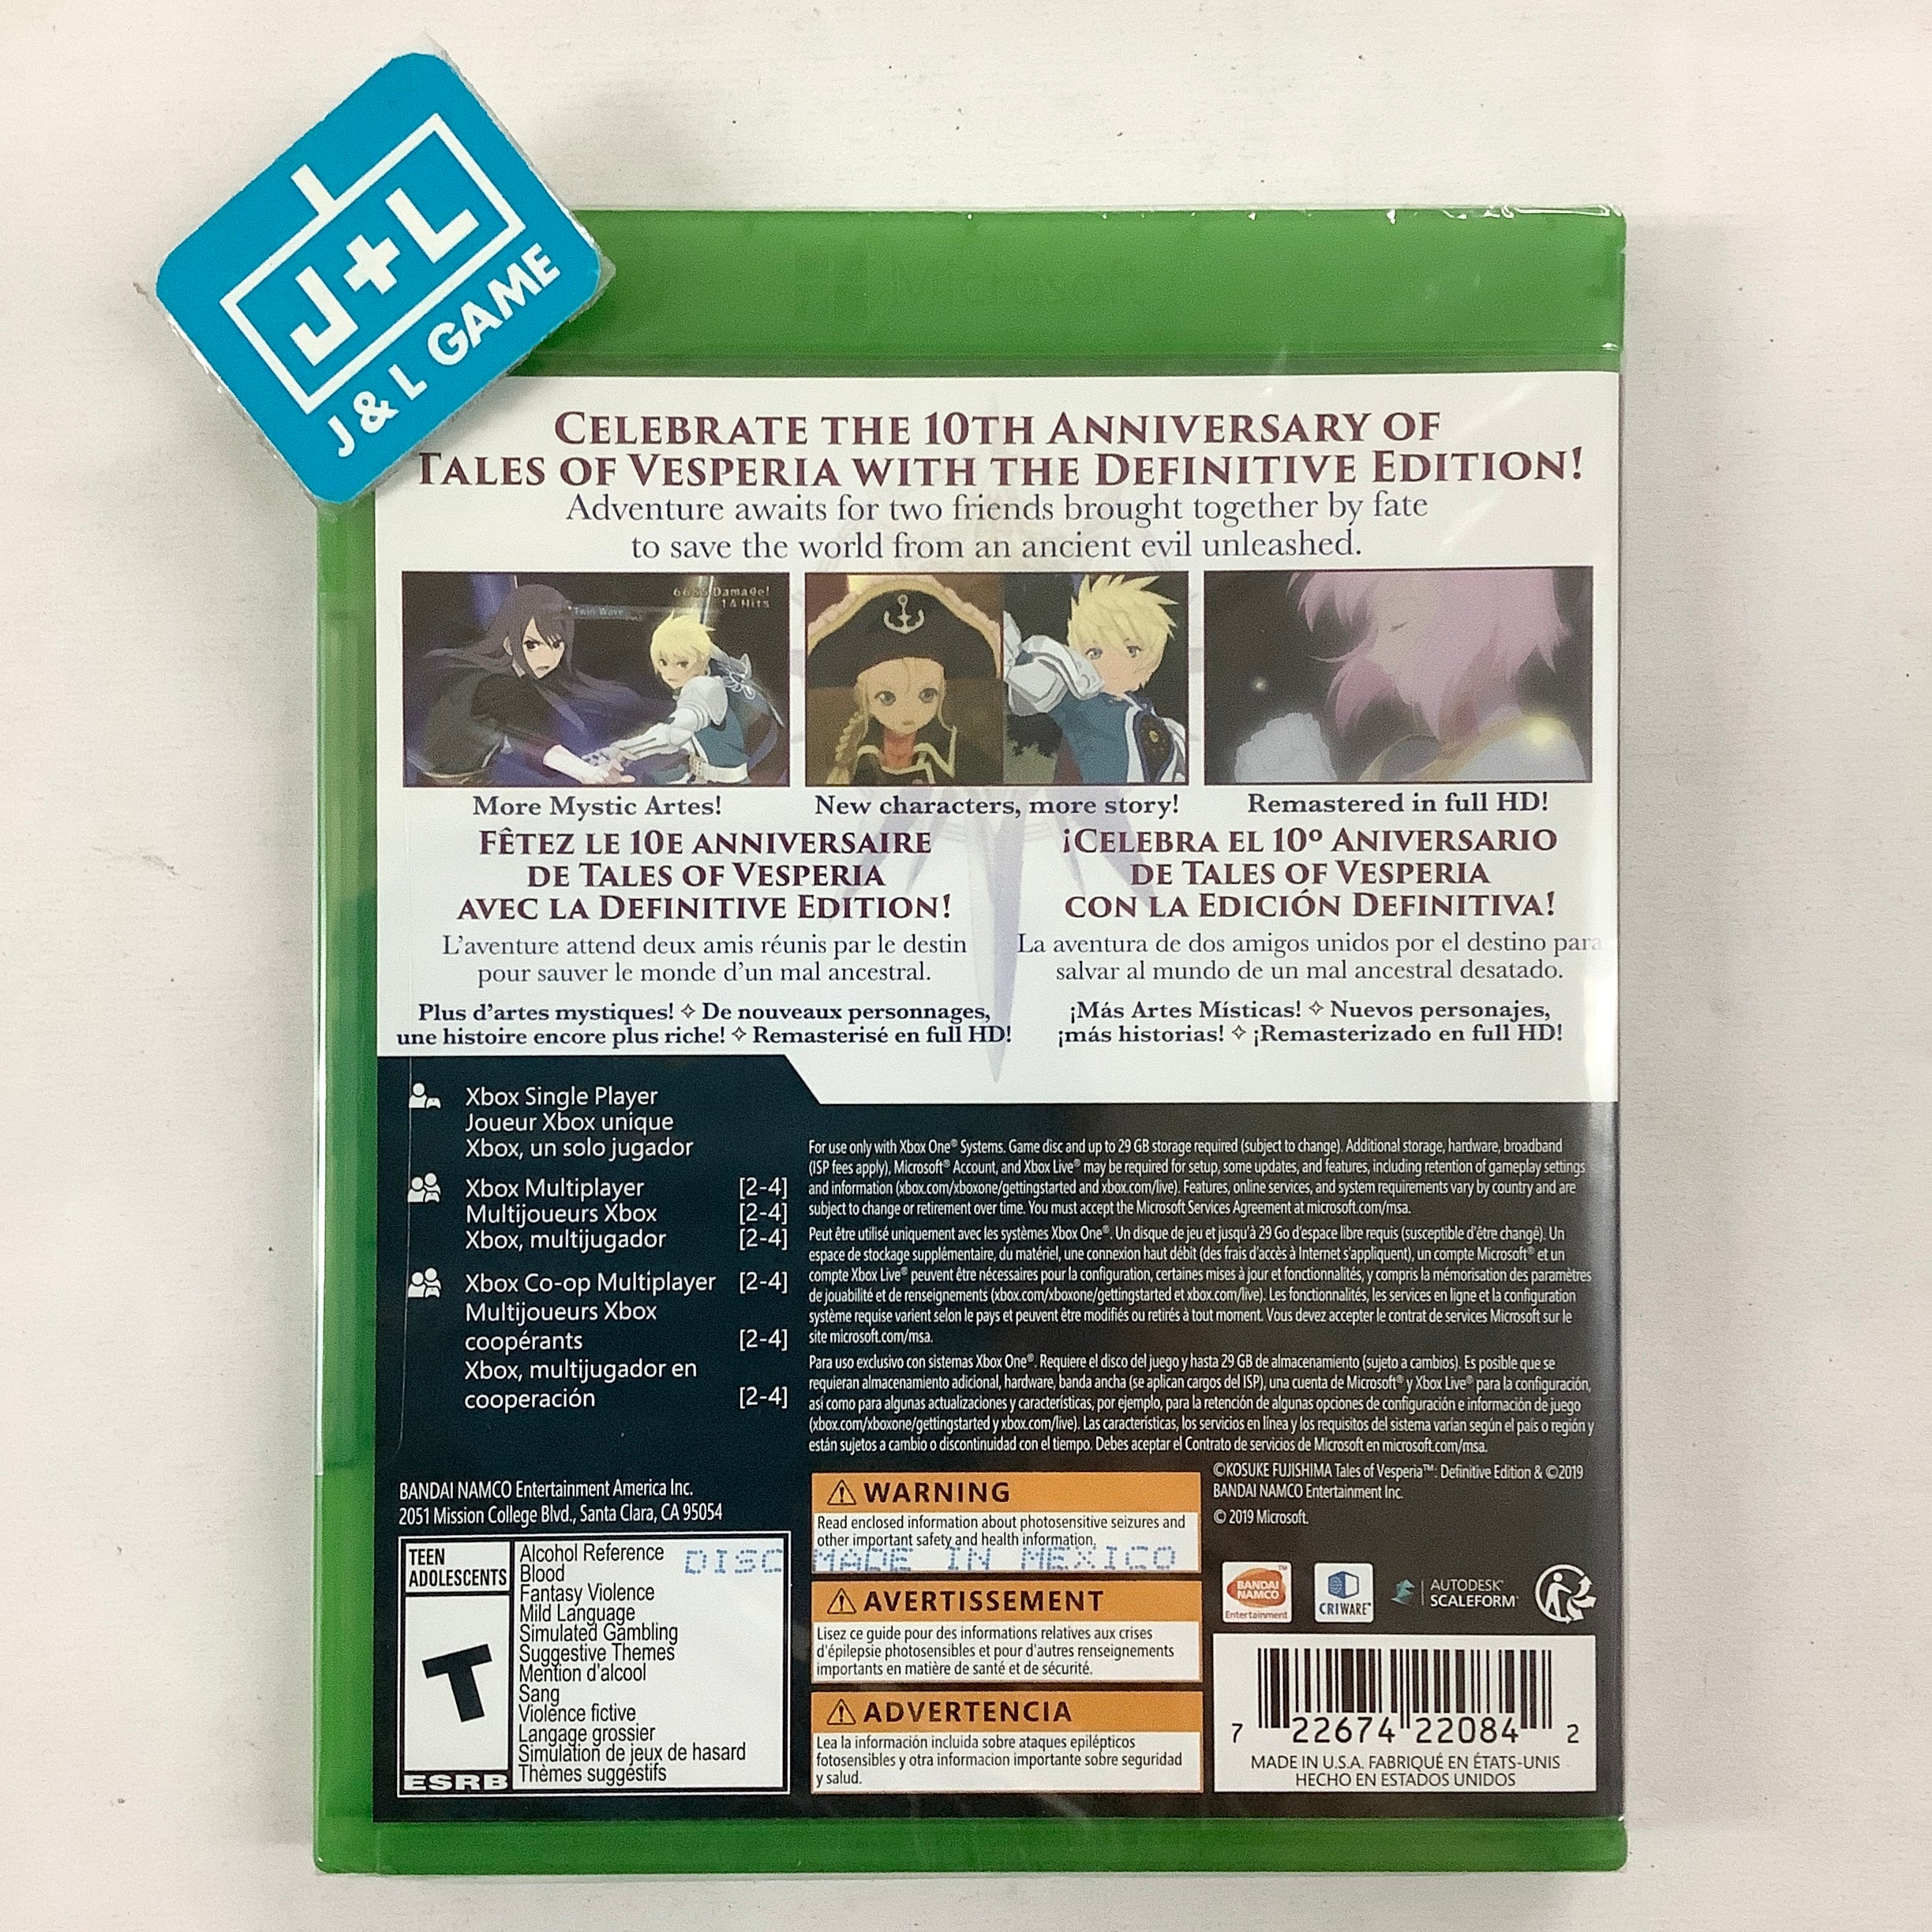 J+L
J & L GAME
CELEBRATE THE 10TH ANNIVERSARY OF
TALES OF VESPERIA WITH THE DEFINITIVE EDITION!
Adventure awaits for two friends brought together by fate
to save the world from an ancient evil unleashed.
Damage!
14 Hits
Twin Wave
More Mystic Artes!
New characters, more story!
Remastered in full HD!
FÊTEZ LE 10E ANNIVERSAIRE
DE TALES OF VESPERIA
AVEC LA DEFINITIVE EDITION!
L'aventure attend deux amis réunis par le destin
pour sauver le monde d'un mal ancestral.
Plus d'artes mystiques! ✧ De nouveaux personnages,
une histoire encore plus riche! ✧ Remasterisé en full HD!
¡CELEBRA EL 10º ANIVERSARIO
DE TALES OF VESPERIA
CON LA EDICIÓN DEFINITIVA!
La aventura de dos amigos unidos por el destino para
salvar al mundo de un mal ancestral desatado.
¡Más Artes Místicas! ✧ Nuevos personajes,
¡más historias! ✧ ¡Remasterizado en full HD!
Xbox Single Player
Joueur Xbox unique
Xbox, un solo jugador
Xbox Multiplayer [2-4]
Multijoueurs Xbox [2-4]
Xbox, multijugador [2-4]
Xbox Co-op Multiplayer [2-4]
Multijoueurs Xbox
coopérants [2-4]
Xbox, multijugador en
cooperación [2-4]
For use only with Xbox One® Systems. Game disc and up to 29 GB storage required (subject to change). Additional storage, hardware, broadband
(ISP fees apply), Microsoft® Account, and Xbox Live® may be required for setup, some updates, and features, including retention of gameplay settings
and information (xbox.com/xboxone/gettingstarted and xbox.com/live). Features, online services, and system requirements vary by country and are
subject to change or retirement over time. You must accept the Microsoft Services Agreement at microsoft.com/msa.
Peut être utilisé uniquement avec les systèmes Xbox One®. Un disque de jeu et jusqu'à 29 Go d'espace libre requis (susceptible d'être changé). Un
espace de stockage supplémentaire, du matériel, une connexion haut débit (des frais d'accès à Internet s'appliquent), un compte Microsoft® et un
compte Xbox Live® peuvent être nécessaires pour la configuration, certaines mises à jour et fonctionnalités, y compris la mémorisation des paramètres
de jouabilité et de renseignements (xbox.com/xboxone/gettingstarted et xbox.com/live). Les fonctionnalités, les services en ligne et la configuration
système requise varient selon le pays et peuvent être modifiés ou retirés à tout moment. Vous devez accepter le contrat de services Microsoft sur le
site microsoft.com/msa.
Para uso exclusivo con sistemas Xbox One®. Requiere el disco del juego y hasta 29 GB de almacenamiento (sujeto a cambios). Es posible que se
requieran almacenamiento adicional, hardware, banda ancha (se aplican cargos del ISP), una cuenta de Microsoft® y Xbox Live® para la configuración,
así como para algunas actualizaciones y características, por ejemplo, para la retención de algunas opciones de configuración e información de juego
(xbox.com/xboxone/gettingstarted y xbox.com/live). Las características, los servicios en línea y los requisitos del sistema varían según el país o región y
están sujetos a cambio o discontinuidad con el tiempo. Debes aceptar el Contrato de servicios de Microsoft en microsoft.com/msa.
BANDAI NAMCO Entertainment America Inc.
2051 Mission College Blvd., Santa Clara, CA 95054
TEEN
ADOLESCENTS
T
ESRB
Alcohol Reference
Blood
Fantasy Violence
Mild Language
Simulated Gambling
Suggestive Themes
Mention d'alcool
Sang
Violence fictive
Langage grossier
Simulation de jeux de hasard
Thèmes suggestifs
DISC MADE IN MEXICO
WARNING
Read enclosed information about photosensitive seizures and
other important safety and health information.
AVERTISSEMENT
Lisez ce guide pour des informations relatives aux crises
d'épilepsie photosensibles et pour d'autres renseignements
importants en matière de santé et de sécurité.
ADVERTENCIA
Lea la información incluida sobre ataques epilépticos
fotosensibles y otra informacion importante sobre seguridad
y salud.
©KOSUKE FUJISHIMA Tales of Vesperia™: Definitive Edition & ©2019
BANDAI NAMCO Entertainment Inc.
© 2019 Microsoft.
BANDAI
NAMCO
Entertainment
CRIWARE™
AUTODESK®
SCALEFORM®
7 22674 22084 2
MADE IN U.S.A. FABRIQUÉ EN ÉTATS-UNIS
HECHO EN ESTADOS UNIDOS